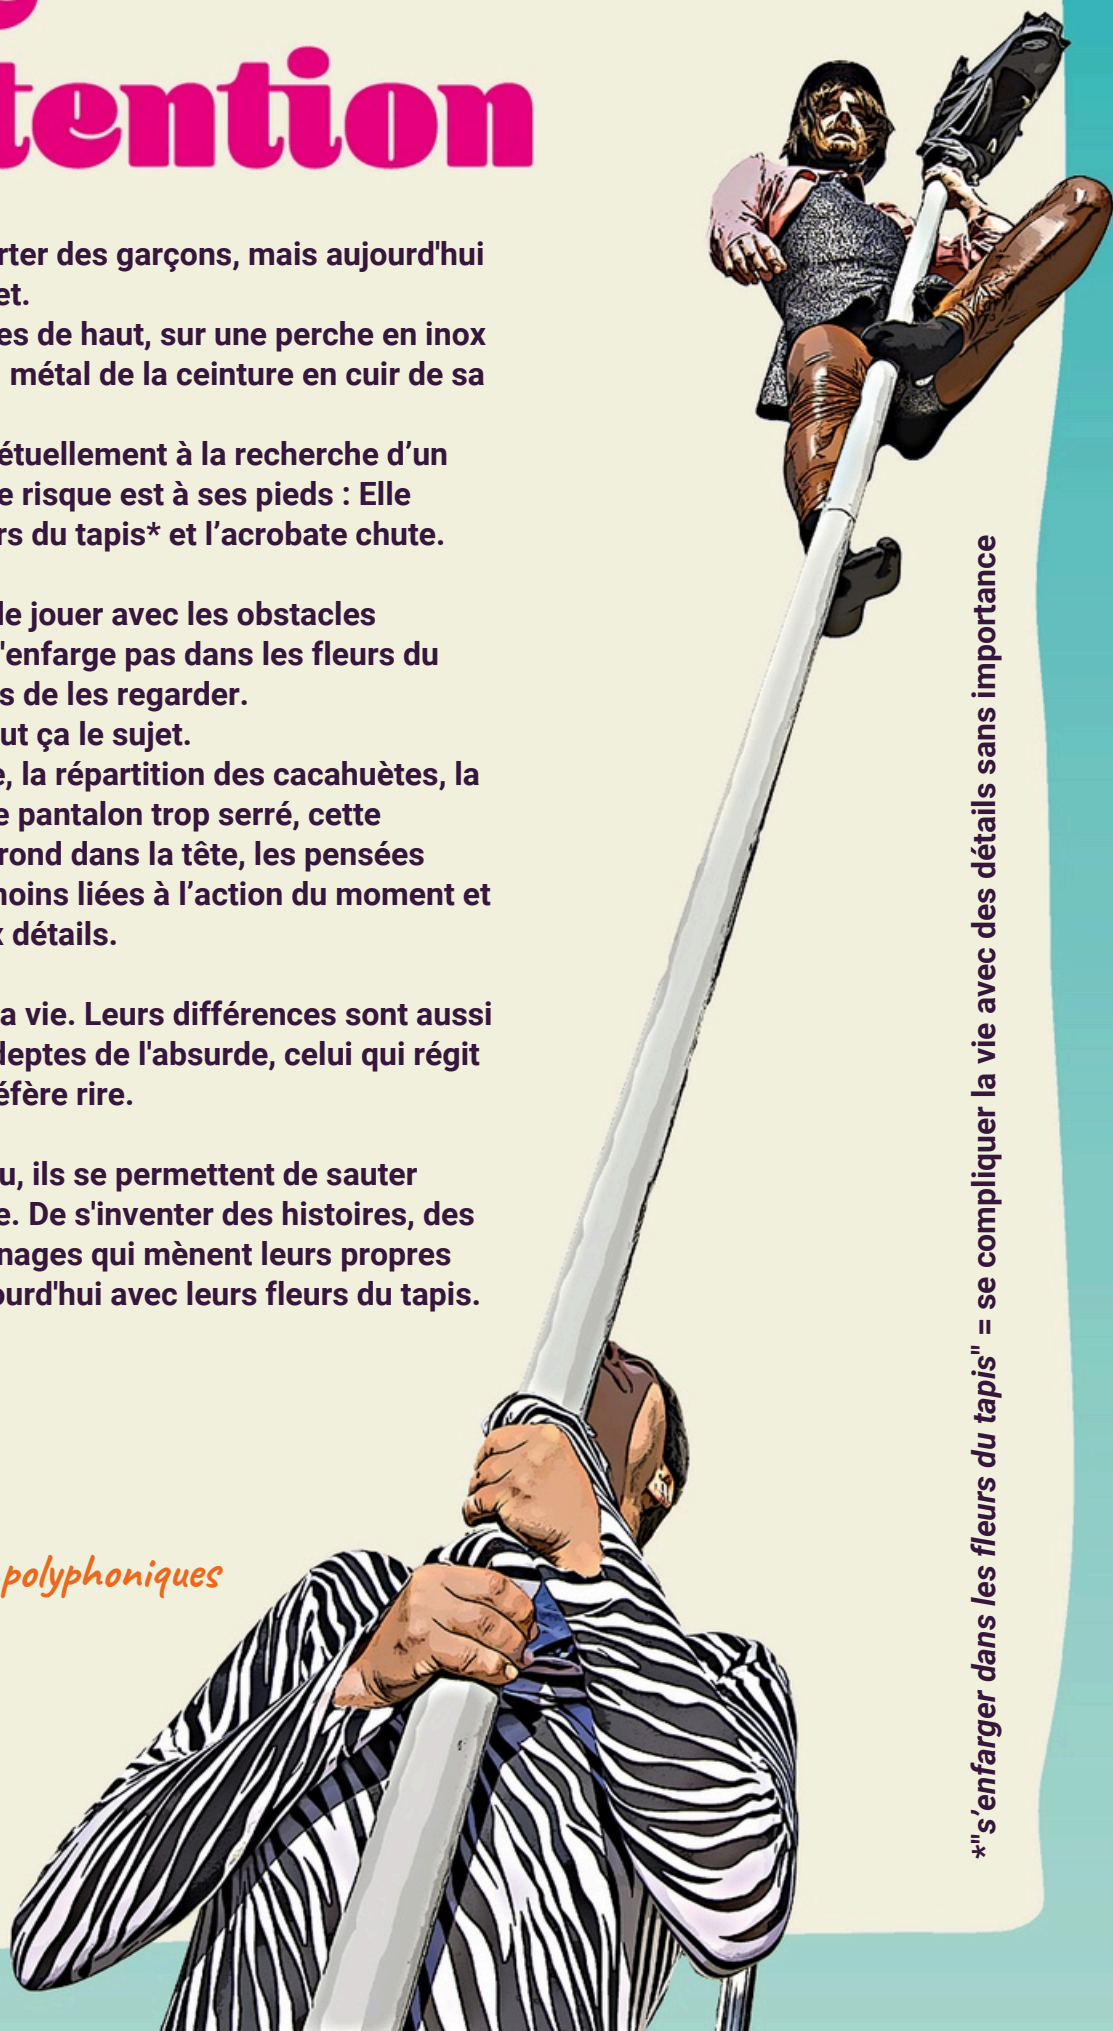 tention
rter des garçons, mais aujourd'hui
et.
es de haut, sur une perche en inox
métal de la ceinture en cuir de sa
étuellement à la recherche d’un
e risque est à ses pieds : Elle
rs du tapis* et l’acrobate chute.
de jouer avec les obstacles
'enfarge pas dans les fleurs du
s de les regarder.
ut ça le sujet.
e, la répartition des cacahuètes, la
e pantalon trop serré, cette
rond dans la tête, les pensées
moins liées à l’action du moment et
x détails.
a vie. Leurs différences sont aussi
deptes de l'absurde, celui qui régit
éfère rire.
u, ils se permettent de sauter
e. De s'inventer des histoires, des
nages qui mènent leurs propres
ourd'hui avec leurs fleurs du tapis.
polyphoniques
*"s’enfarger dans les fleurs du tapis" = se compliquer la vie avec des détails sans importance